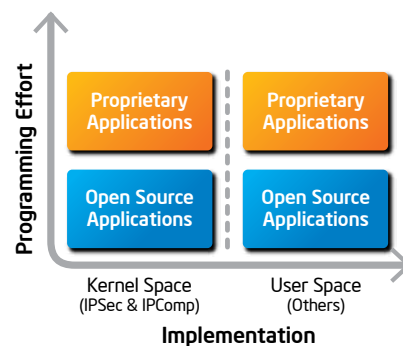 Programming Effort
Proprietary
Applications
Proprietary
Applications
Open Source
Applications
Open Source
Applications
Kernel Space
(IPSec & IPComp)
User Space
(Others)
Implementation